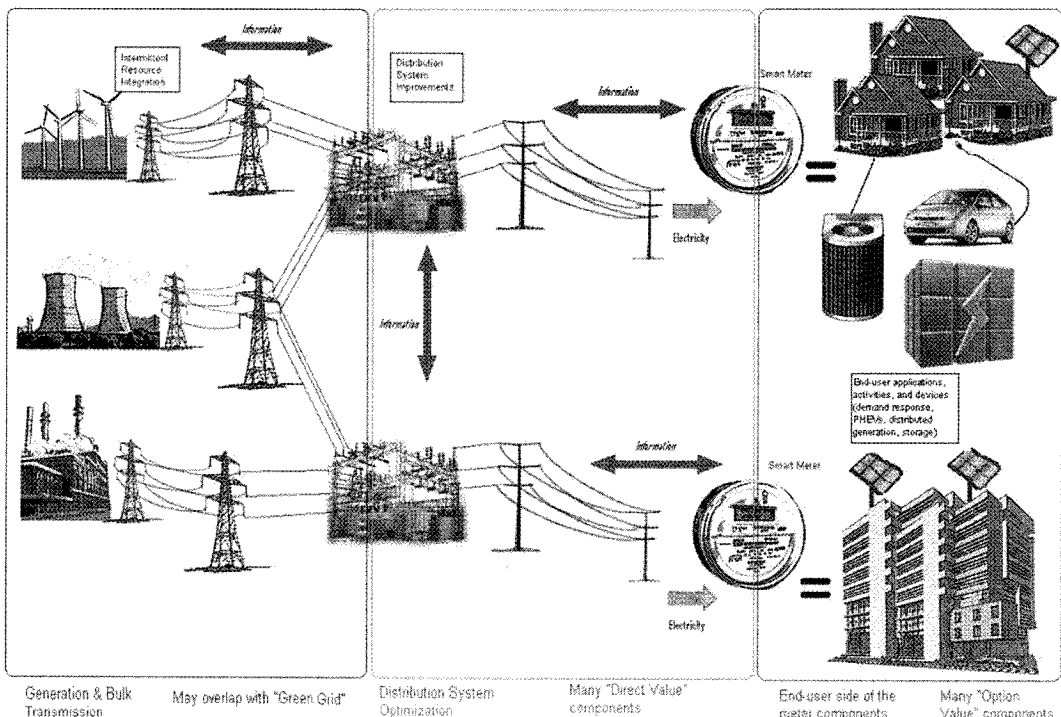 Information
Intermittent
Resource
Integration
Distribution
System
Improvements
Information
Smart Meter
Electricity
Information
End-user applications,
activities, and devices
(demand response,
PHEVs, distributed
generation, storage)
Information
Smart Meter
Electricity
Generation & Bulk
Transmission
May overlap with "Green Grid"
Distribution System
Optimization
Many "Direct Value"
components
End-user side of the
meter components
Many "Option
Value" components